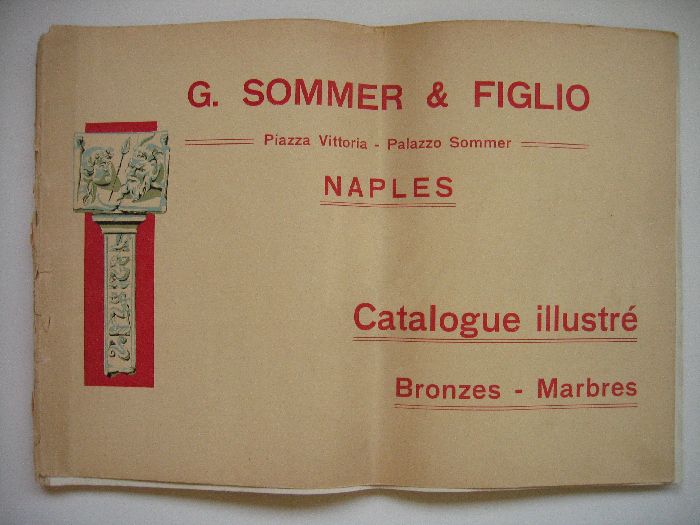 G. SOMMER & FIGLIO
Piazza Vittoria - Palazzo Sommer
NAPLES
Catalogue illustré
Bronzes - Marbres